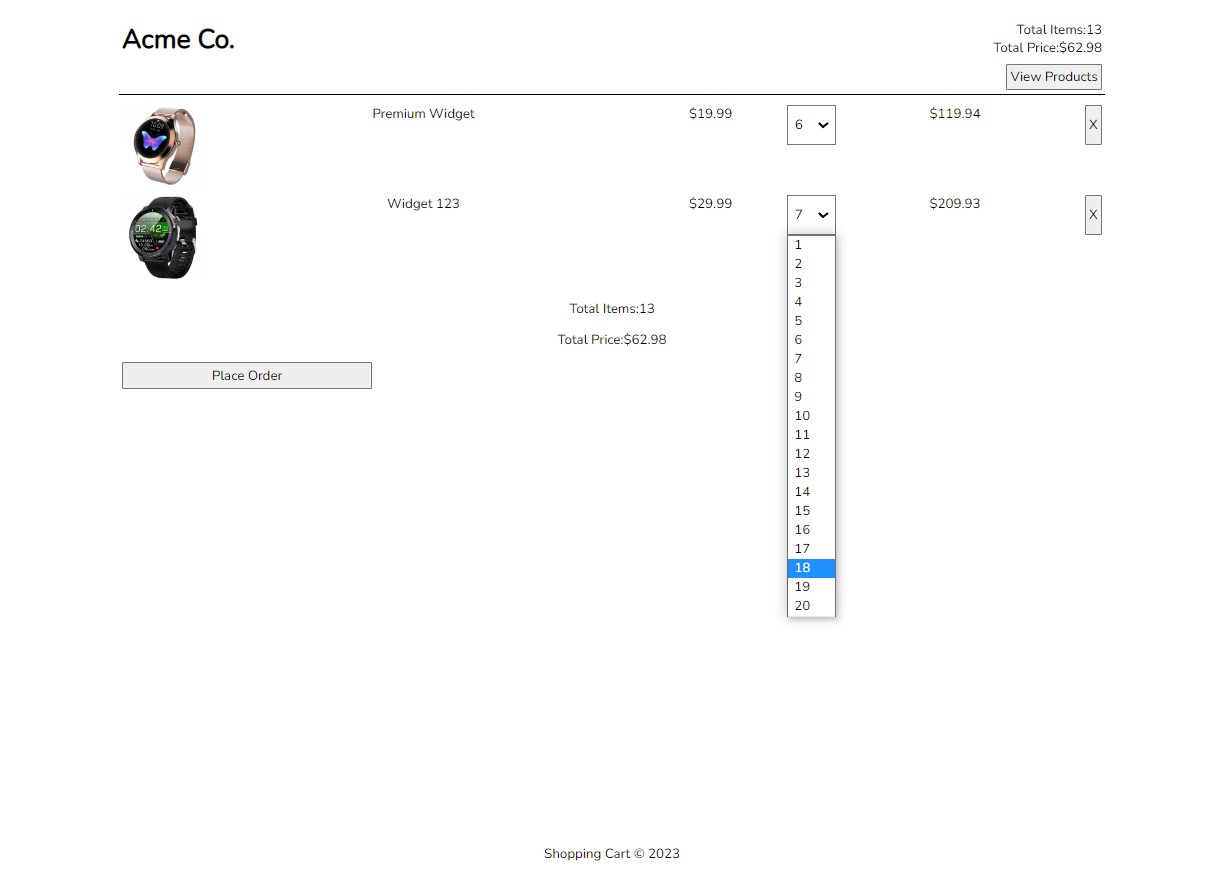 Acme Co.
Total Items:13
Total Price:$62.98
View Products
Premium Widget $19.99 6 $119.94 X
Widget 123 $29.99 7 $209.93 X
1
2
3
4
5
6
7
8
9
10
11
12
13
14
15
16
17
18
19
20
Total Items:13
Total Price:$62.98
Place Order
Shopping Cart © 2023